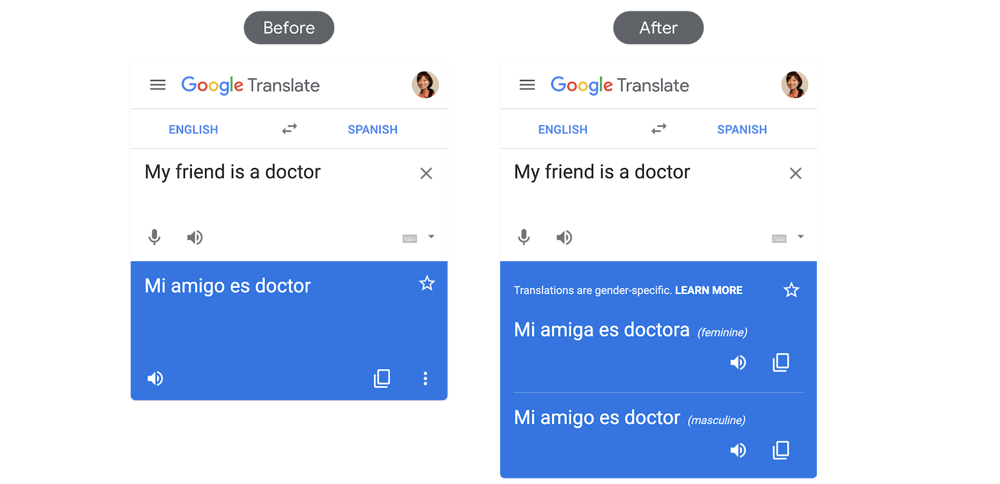 Before
Google Translate
ENGLISH SPANISH
My friend is a doctor
Mi amigo es doctor
After
Google Translate
ENGLISH SPANISH
My friend is a doctor
Translations are gender-specific. LEARN MORE
Mi amiga es doctora (feminine)
Mi amigo es doctor (masculine)